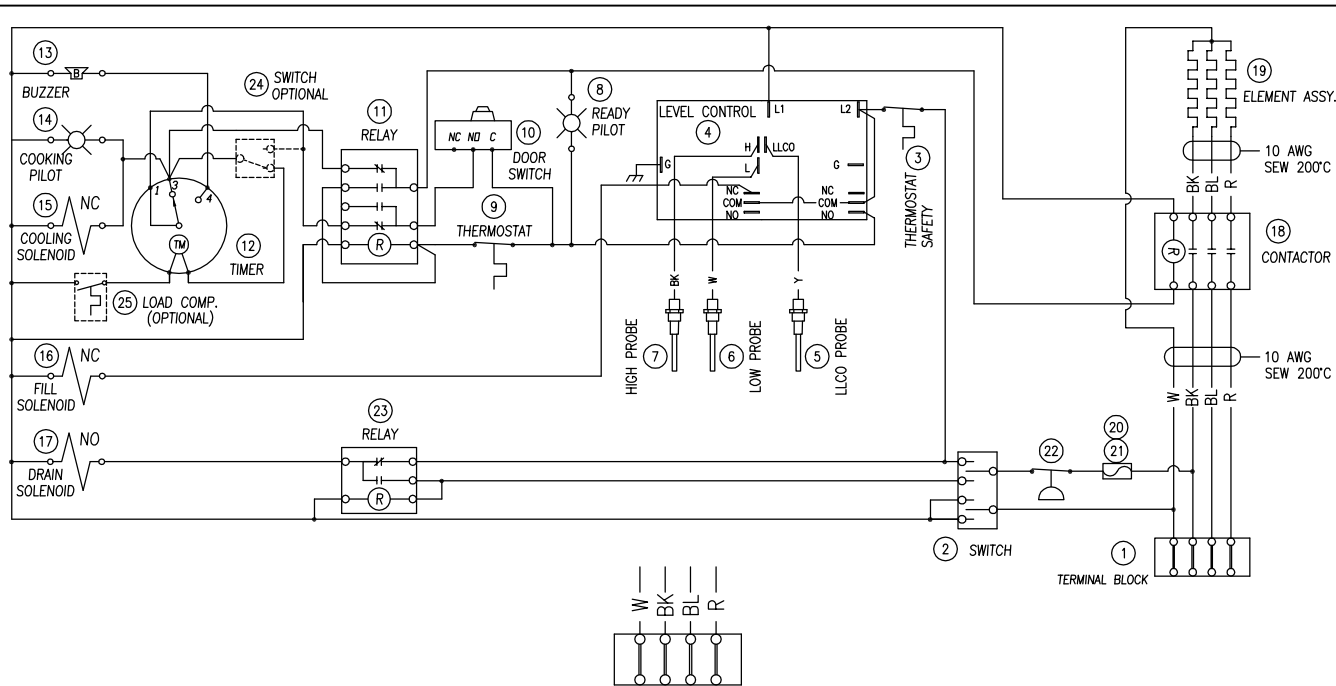 13
BUZZER
B
14
COOKING
PILOT
15
NC
COOLING
SOLENOID
1
3
4
TM
12
TIMER
24
SWITCH
OPTIONAL
25
LOAD COMP.
(OPTIONAL)
16
NC
FILL
SOLENOID
17
NO
DRAIN
SOLENOID
11
RELAY
R
NC NO C
10
DOOR
SWITCH
9
THERMOSTAT
8
READY
PILOT
LEVEL CONTROL
4
L1
L2
H
LLCO
L
G
G
NC
COM
NO
NC
COM
NO
3
THERMOSTAT
SAFETY
BK
W
Y
HIGH PROBE
7
LOW PROBE
6
LLCO PROBE
5
23
RELAY
R
19
ELEMENT ASSY.
10 AWG
SEW 200°C
BK
BL
R
R
18
CONTACTOR
10 AWG
SEW 200°C
W
BK
BL
R
20
21
22
2
SWITCH
1
TERMINAL BLOCK
W
BK
BL
R